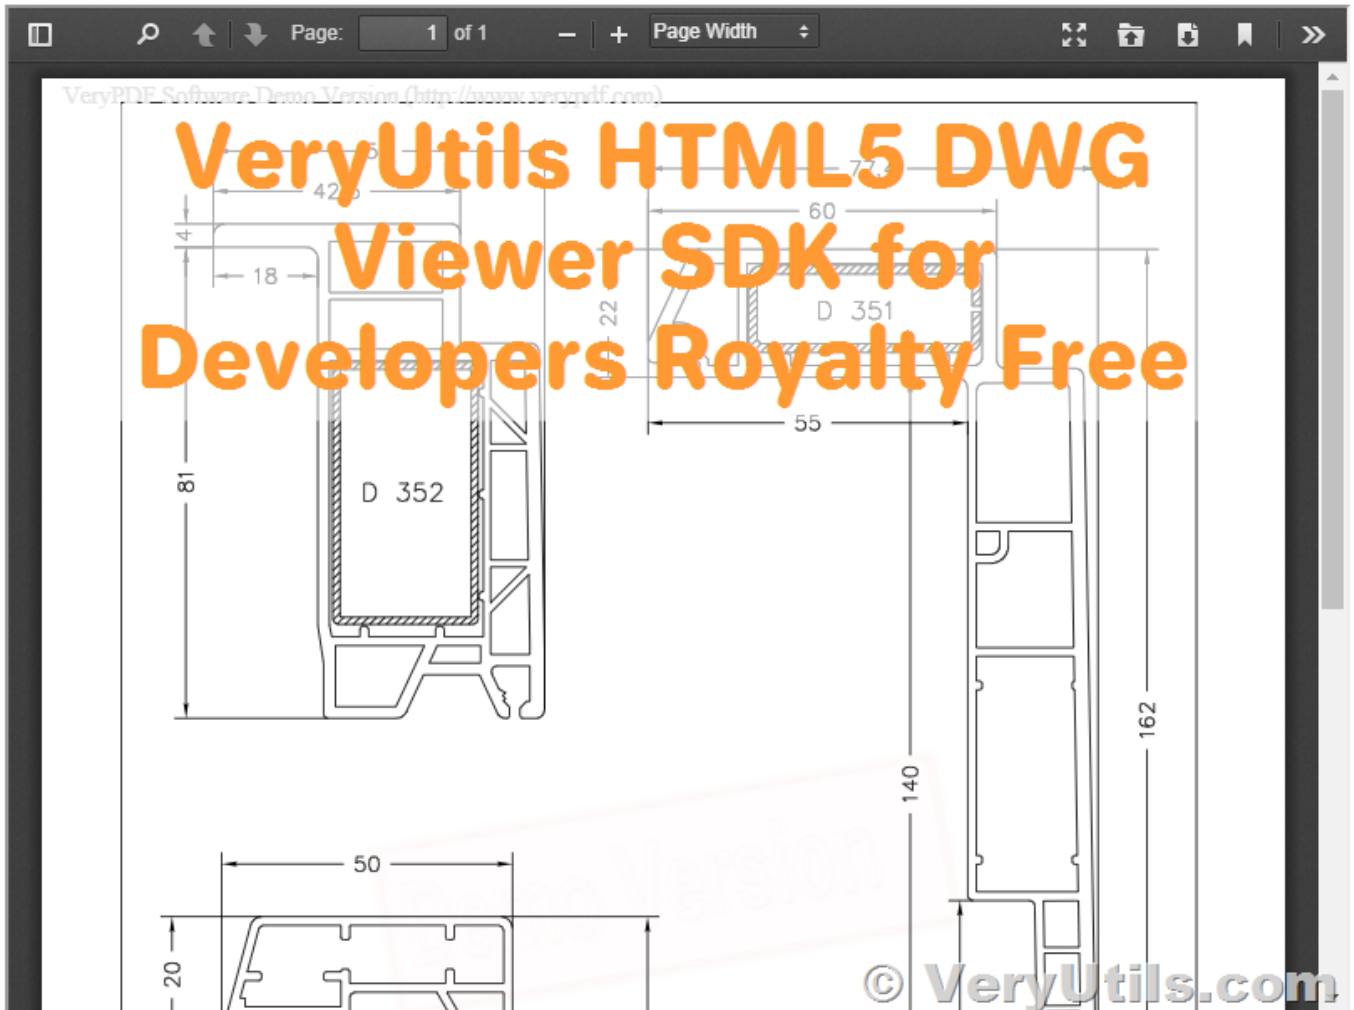 Page: 1 of 1 Page Width
VeryPDF Software Demo Version (http://www.verypdf.com)
VeryUtils HTML5 DWG
Viewer SDK for
Developers Royalty Free
42.5
60
4
18
22
D 351
55
81
D 352
162
140
50
Demo Version
20
© VeryUtils.com